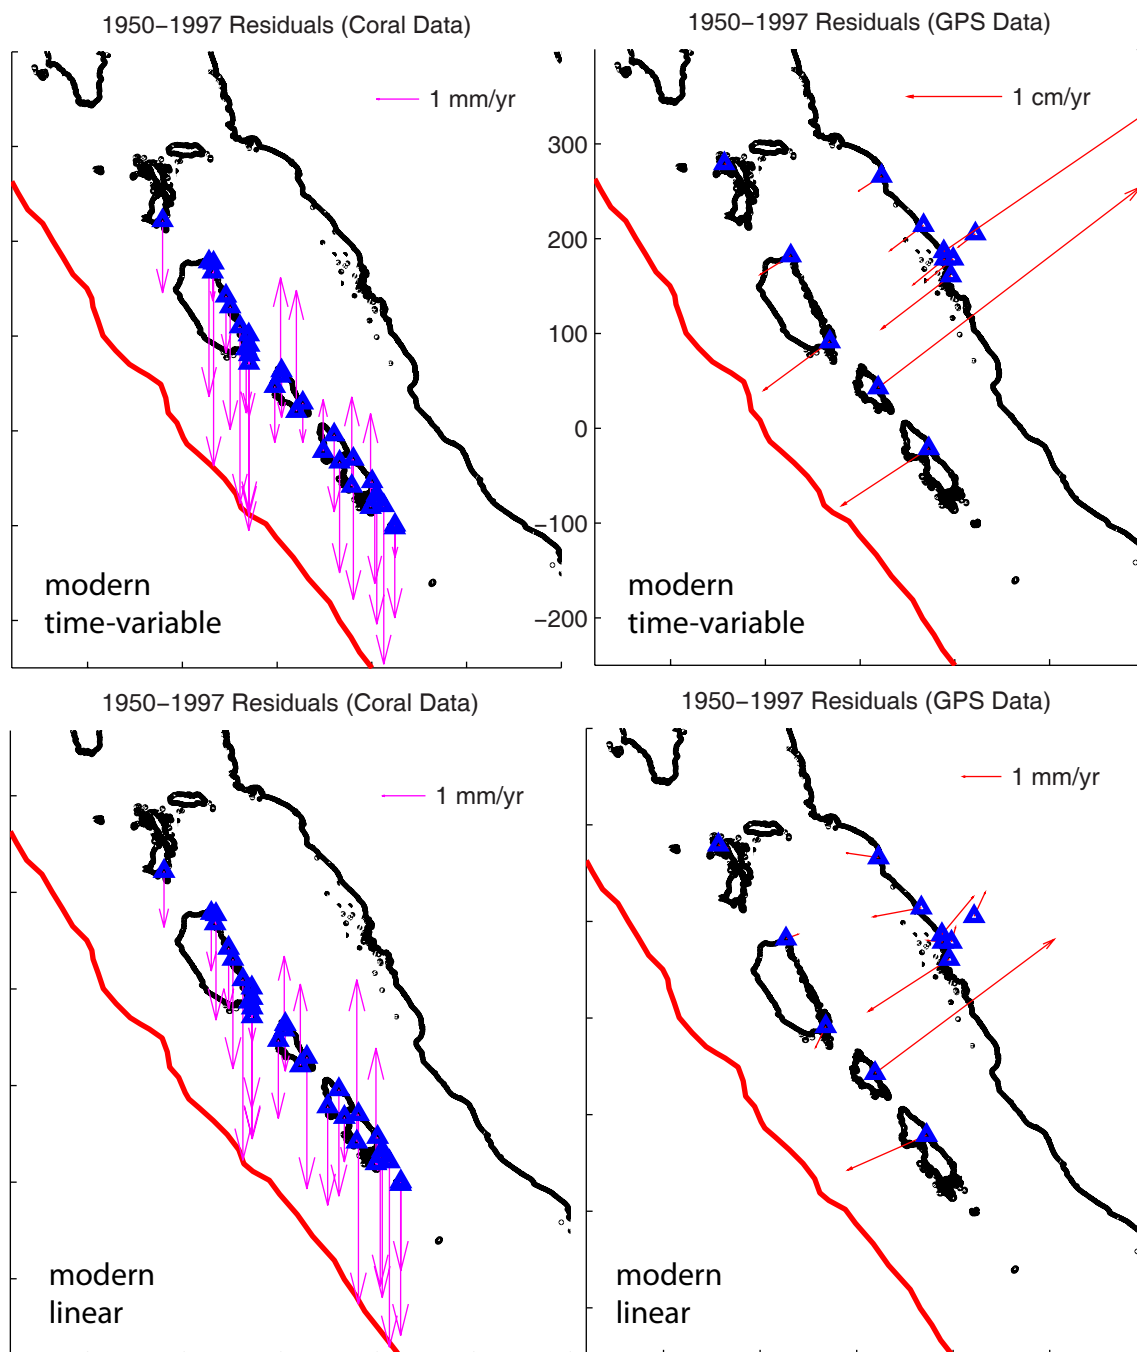 1950−1997 Residuals (Coral Data)
1 mm/yr
modern
time-variable
1950−1997 Residuals (GPS Data)
1 cm/yr
300
200
100
0
−100
−200
modern
time-variable
1950−1997 Residuals (Coral Data)
1 mm/yr
modern
linear
1950−1997 Residuals (GPS Data)
1 mm/yr
modern
linear